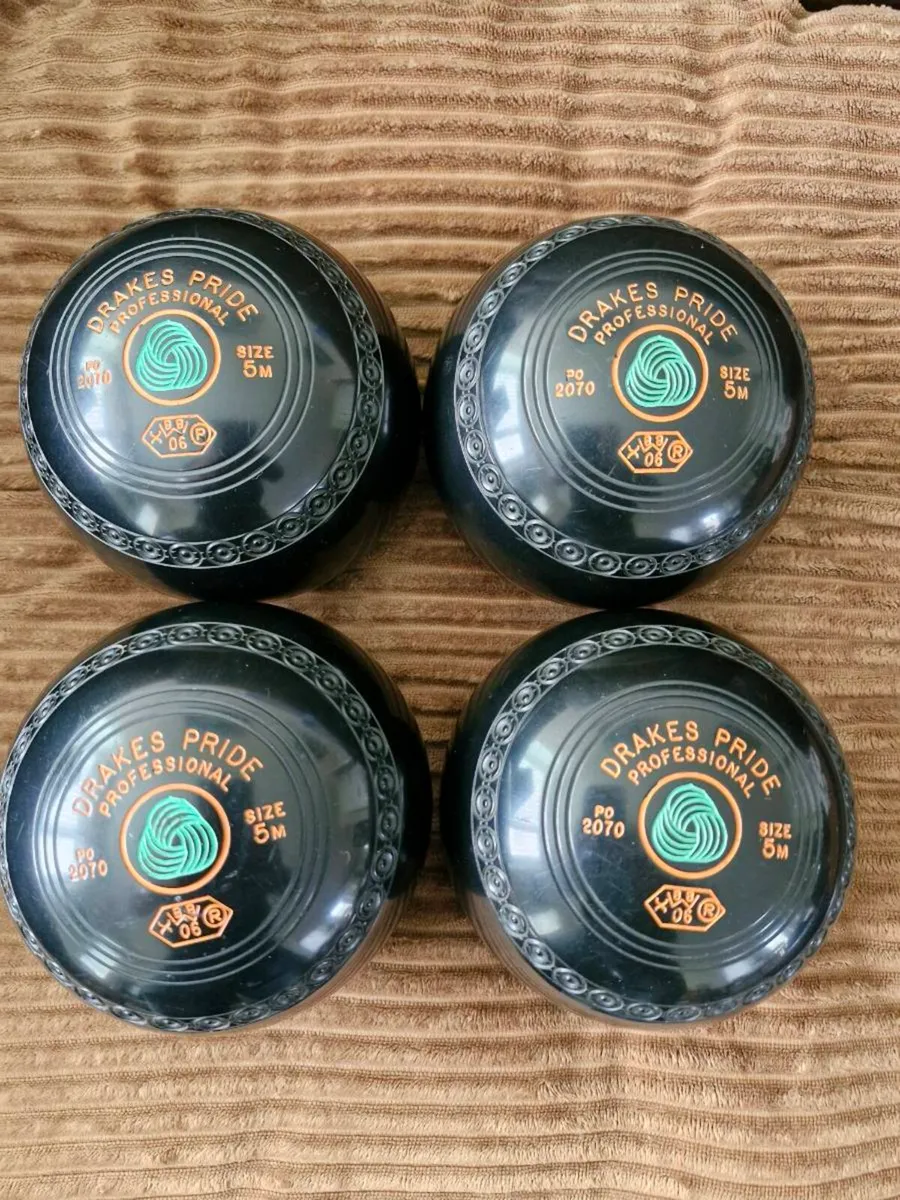 DRAKES PRIDE
PROFESSIONAL
PO
2070
SIZE
5M
R
06
DRAKES PRIDE
PROFESSIONAL
PO
2070
SIZE
5M
R
06
DRAKES PRIDE
PROFESSIONAL
PO
2070
SIZE
5M
R
06
DRAKES PRIDE
PROFESSIONAL
PO
2070
SIZE
5M
R
06